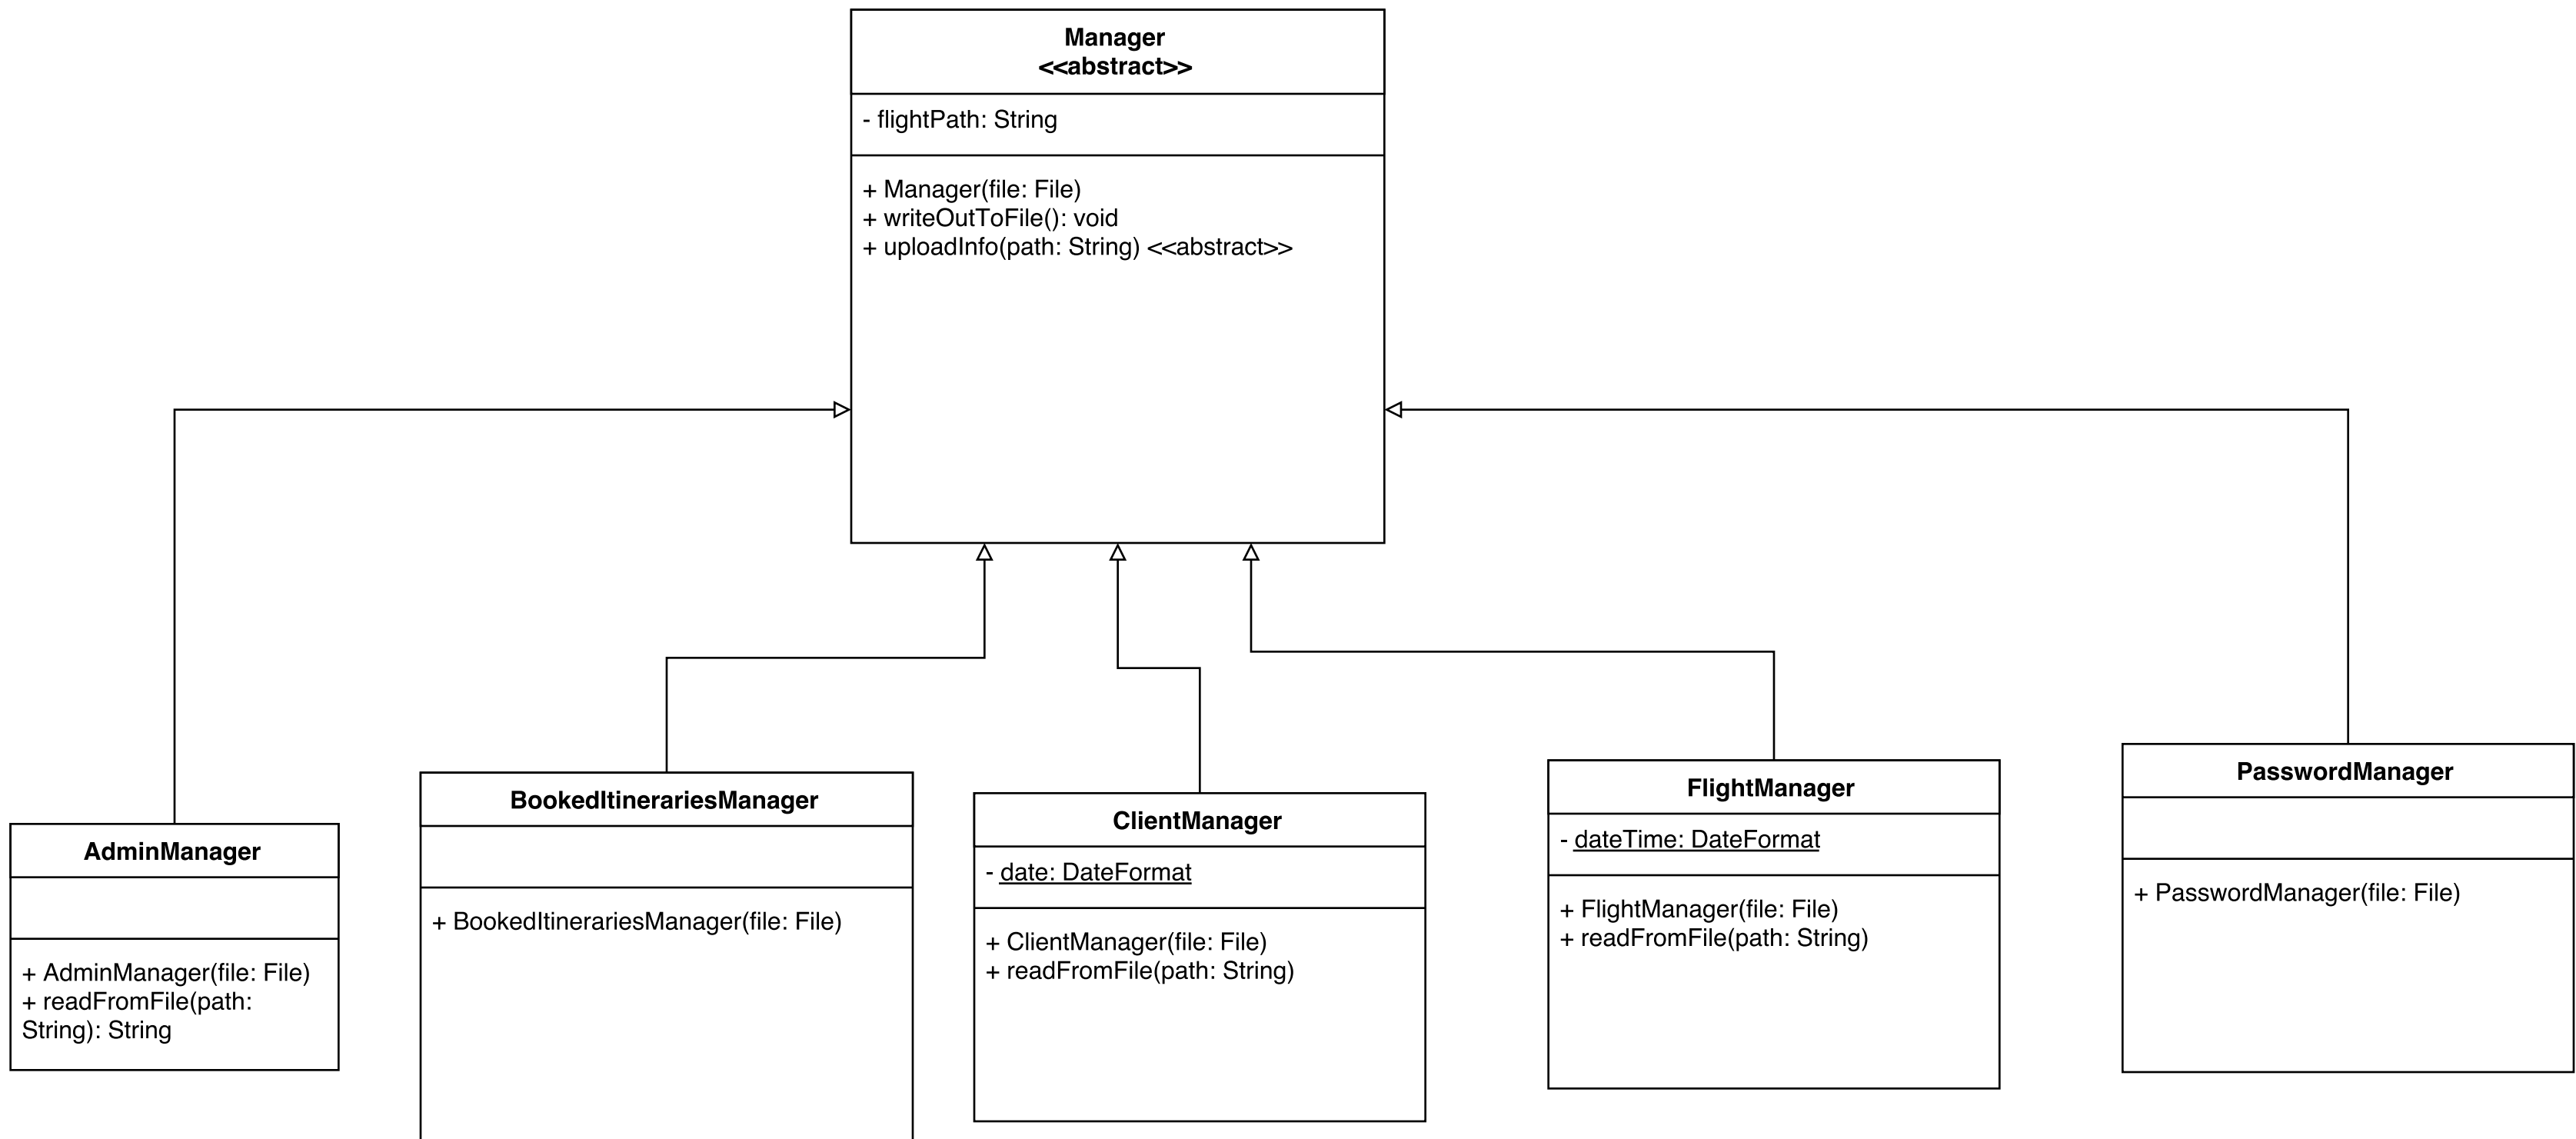 Manager
<<abstract>>
- flightPath: String
+ Manager(file: File)
+ writeOutToFile(): void
+ uploadInfo(path: String) <<abstract>>
AdminManager
+ AdminManager(file: File)
+ readFromFile(path:
String): String
BookedItinerariesManager
+ BookedItinerariesManager(file: File)
ClientManager
- date: DateFormat
+ ClientManager(file: File)
+ readFromFile(path: String)
FlightManager
- dateTime: DateFormat
+ FlightManager(file: File)
+ readFromFile(path: String)
PasswordManager
+ PasswordManager(file: File)